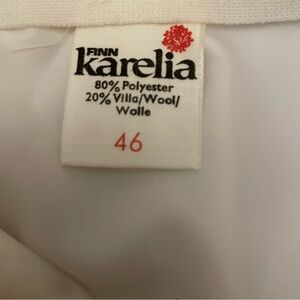 FINN
karelia
80% Polyester
20% Villa/Wool/
Wolle
46